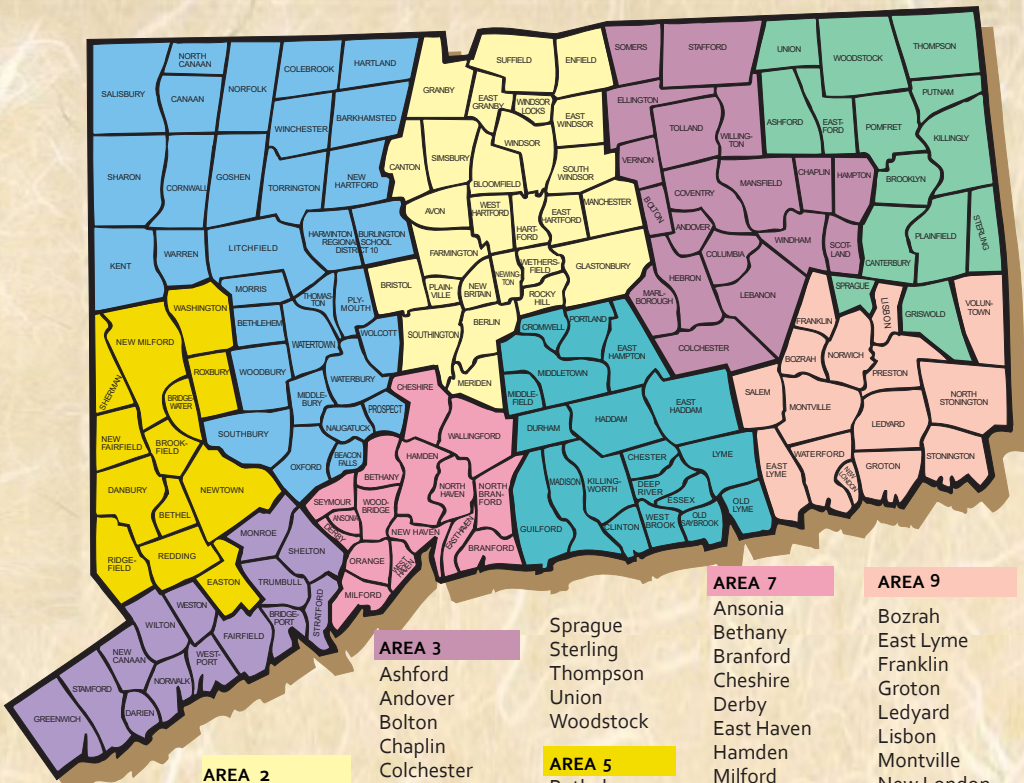 NORTH
CANAAN
COLEBROOK
HARTLAND
SALISBURY
CANAAN
NORFOLK
WINCHESTER
BARKHAMSTED
SHARON
CORNWALL
GOSHEN
TORRINGTON
NEW
HARTFORD
KENT
WARREN
LITCHFIELD
HARWINTON BURLINGTON
REGIONAL SCHOOL
DISTRICT 10
MORRIS
THOMAS-
TON
PLY-
MOUTH
BETHLEHEM
WATERTOWN
WOLCOTT
WOODBURY
WATERBURY
MIDDLE-
BURY
PROSPECT
NAUGATUCK
SOUTHBURY
OXFORD
BEACON
FALLS
SUFFIELD
ENFIELD
GRANBY
EAST
GRANBY
WINDSOR
LOCKS
EAST
WINDSOR
WINDSOR
SIMSBURY
CANTON
BLOOMFIELD
SOUTH
WINDSOR
AVON
WEST
HARTFORD
HART-
FORD
EAST
HARTFORD
MANCHESTER
FARMINGTON
WETHERS-
FIELD
NEWING-
TON
GLASTONBURY
BRISTOL
PLAIN-
VILLE
NEW
BRITAIN
ROCKY
HILL
SOUTHINGTON
BERLIN
MERIDEN
SOMERS
STAFFORD
ELLINGTON
TOLLAND
WILLING-
TON
VERNON
BOLTON
COVENTRY
MANSFIELD
CHAPLIN
HAMPTON
ANDOVER
COLUMBIA
WINDHAM
SCOT-
LAND
HEBRON
MARL-
BOROUGH
LEBANON
COLCHESTER
UNION
WOODSTOCK
THOMPSON
PUTNAM
ASHFORD
EAST-
FORD
POMFRET
KILLINGLY
BROOKLYN
PLAINFIELD
STERLING
CANTERBURY
SPRAGUE
GRISWOLD
LISBON
VOLUN-
TOWN
FRANKLIN
BOZRAH
NORWICH
PRESTON
NORTH
STONINGTON
SALEM
MONTVILLE
LEDYARD
WATERFORD
EAST
LYME
NEW
LONDON
GROTON
STONINGTON
CROMWELL
PORTLAND
EAST
HAMPTON
MIDDLETOWN
MIDDLE-
FIELD
DURHAM
HADDAM
EAST
HADDAM
CHESTER
LYME
MADISON
KILLING-
WORTH
DEEP
RIVER
ESSEX
GUILFORD
CLINTON
WEST
BROOK
OLD
SAYBROOK
OLD
LYME
CHESHIRE
WALLINGFORD
HAMDEN
BETHANY
NORTH
HAVEN
NORTH
BRAN-
FORD
SEYMOUR
WOOD-
BRIDGE
ANSONIA
DERBY
NEW HAVEN
EAST HAVEN
BRANFORD
ORANGE
WEST
HAVEN
MILFORD
WASHINGTON
NEW MILFORD
SHERMAN
ROXBURY
BRIDGE-
WATER
NEW
FAIRFIELD
BROOK-
FIELD
DANBURY
NEWTOWN
BETHEL
RIDGE-
FIELD
REDDING
EASTON
MONROE
SHELTON
TRUMBULL
STRATFORD
BRIDGE-
PORT
FAIRFIELD
WESTON
WILTON
WEST-
PORT
NEW
CANAAN
NORWALK
STAMFORD
DARIEN
GREENWICH
AREA 2
AREA 3
Ashford
Andover
Bolton
Chaplin
Colchester
Sprague
Sterling
Thompson
Union
Woodstock
AREA 5
AREA 7
Ansonia
Bethany
Branford
Cheshire
Derby
East Haven
Hamden
Milford
AREA 9
Bozrah
East Lyme
Franklin
Groton
Ledyard
Lisbon
Montville
New London